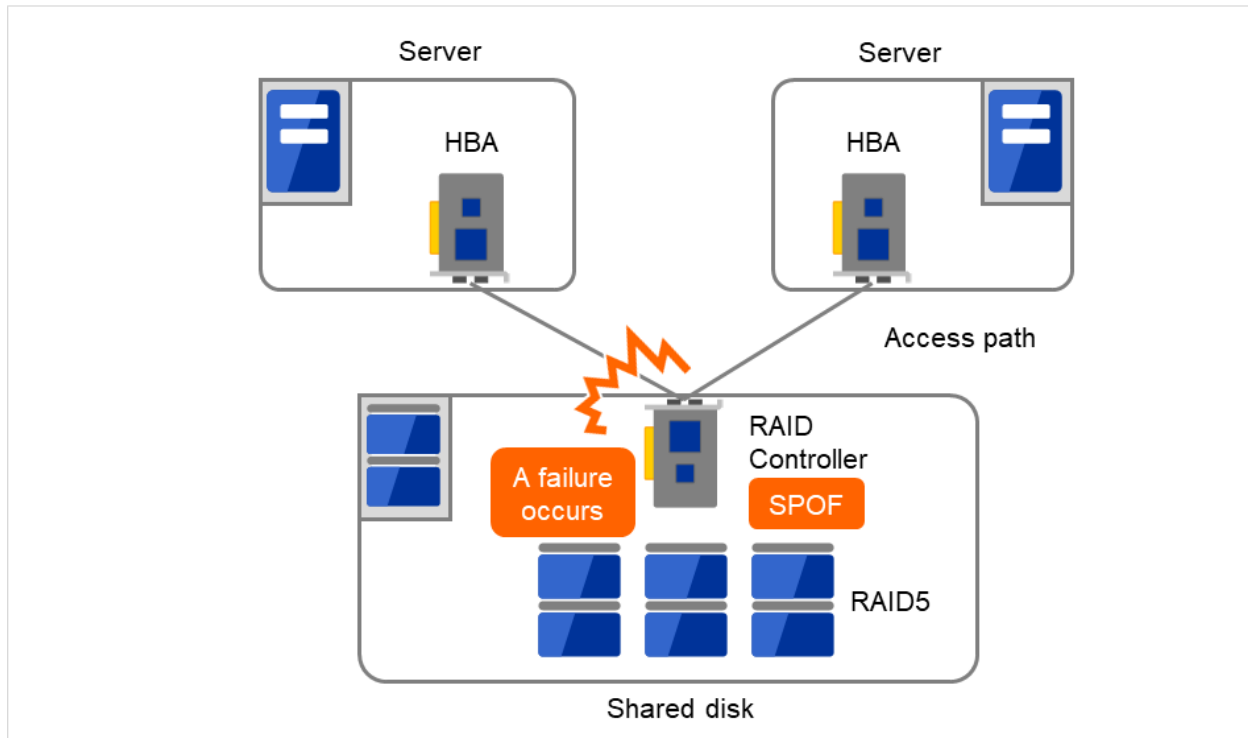 Server
Server
HBA
HBA
Access path
RAID
Controller
A failure
occurs
SPOF
RAID5
Shared disk